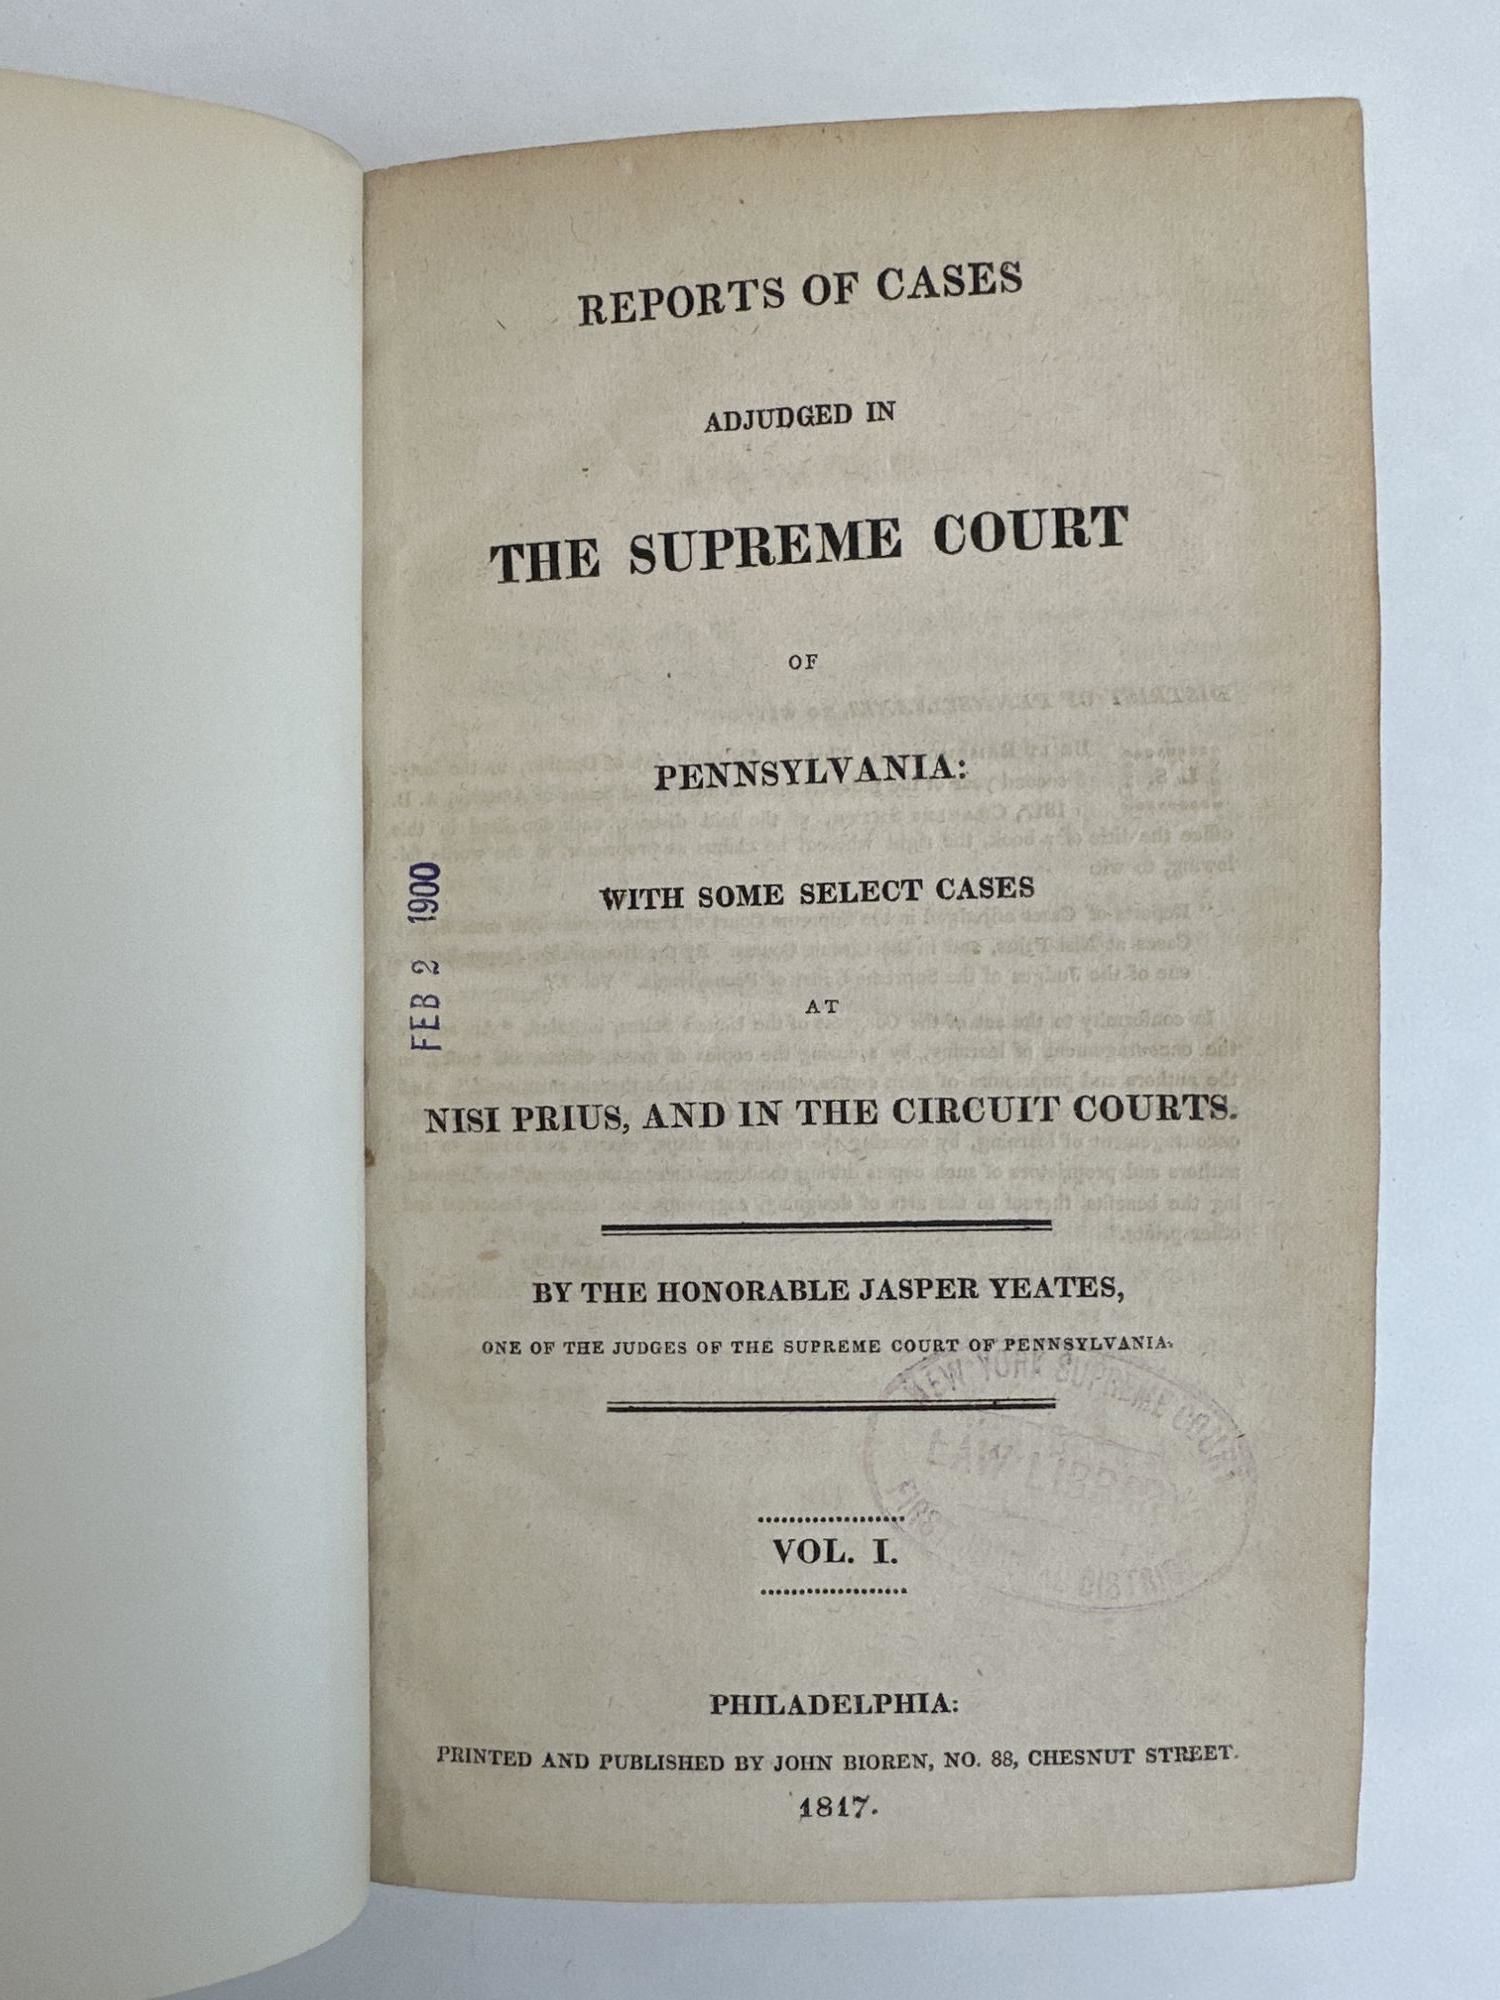 REPORTS OF CASES
ADJUDGED IN
THE SUPREME COURT
OF
PENNSYLVANIA:
WITH SOME SELECT CASES
AT
NISI PRIUS, AND IN THE CIRCUIT COURTS.
BY THE HONORABLE JASPER YEATES,
ONE OF THE JUDGES OF THE SUPREME COURT OF PENNSYLVANIA.
VOL. I.
PHILADELPHIA:
PRINTED AND PUBLISHED BY JOHN BIOREN, NO. 88, CHESNUT STREET.
1817.
FEB 2 1900
NEW YORK SUPREME COURT
LAW LIBRARY